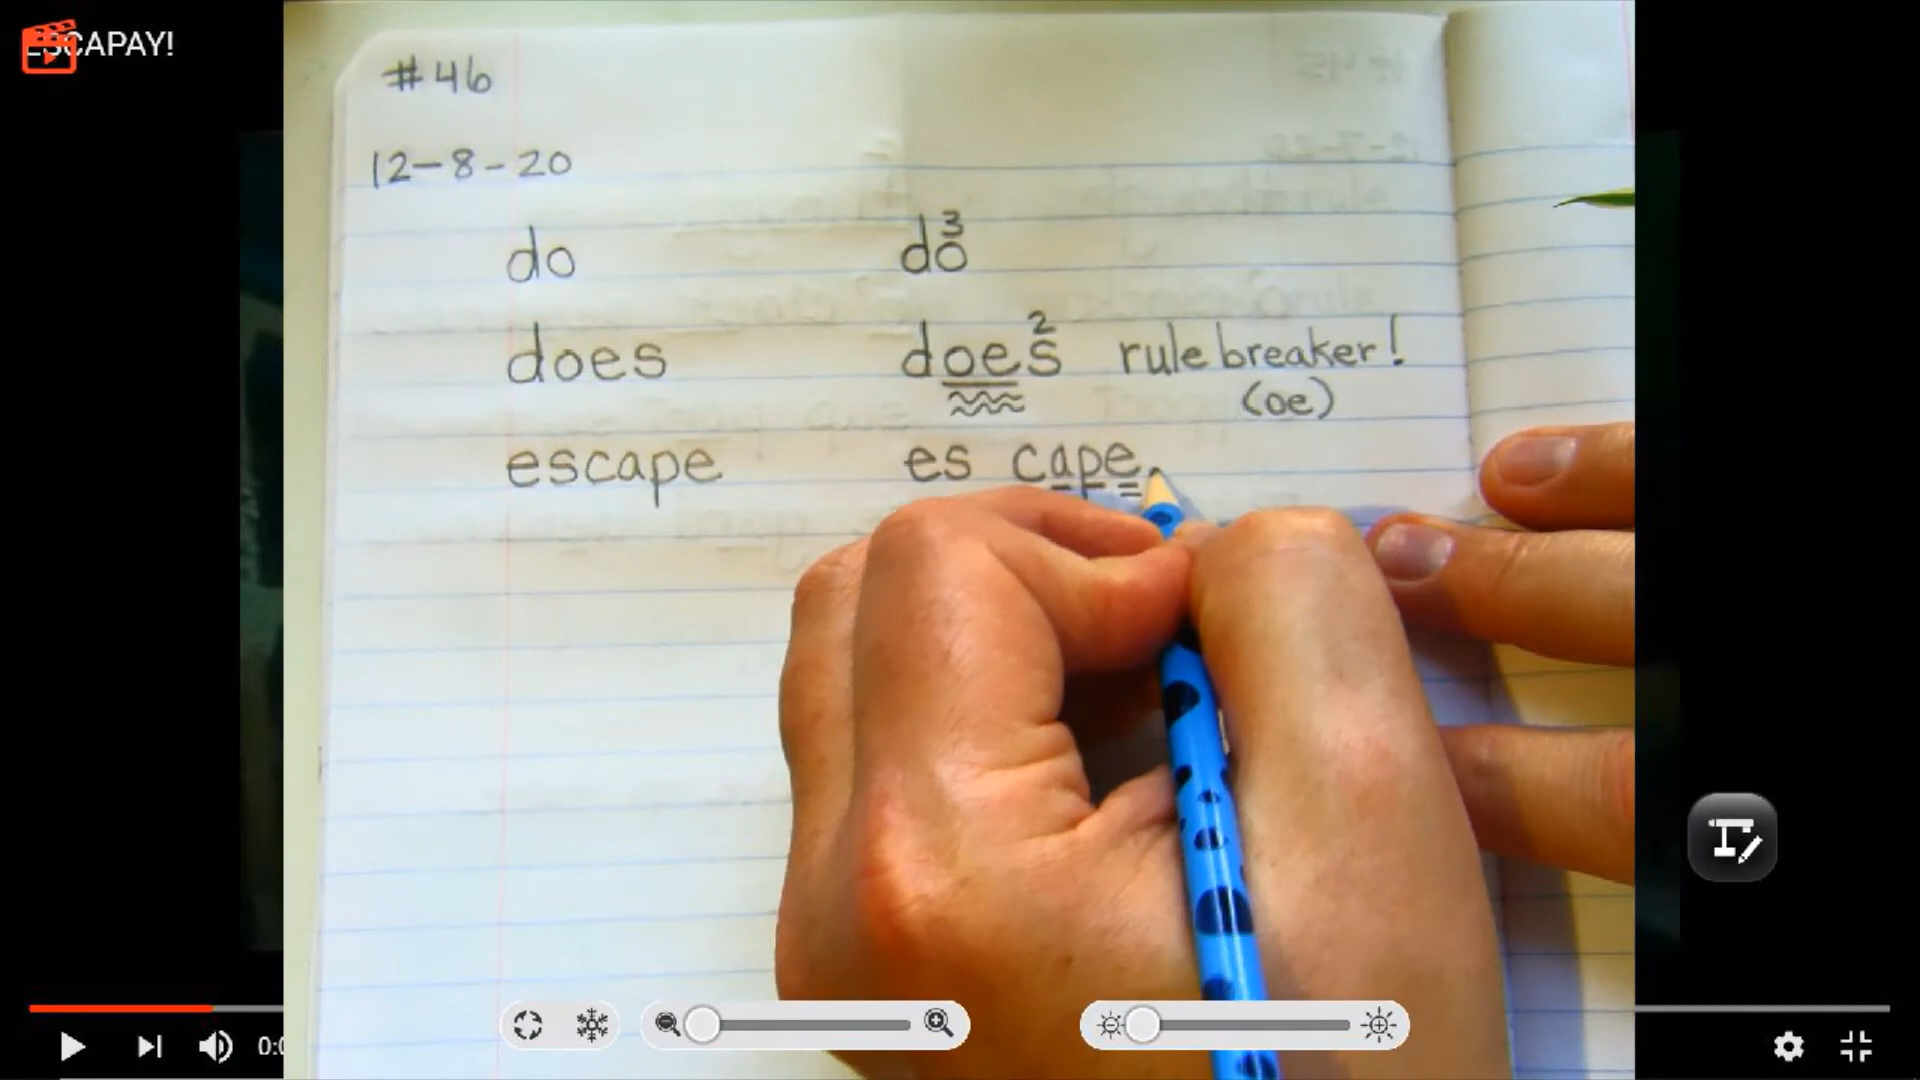 ESCAPAY!
#46
12-8-20
do do 3
does does 2 rule breaker!
(oe)
escape es cape